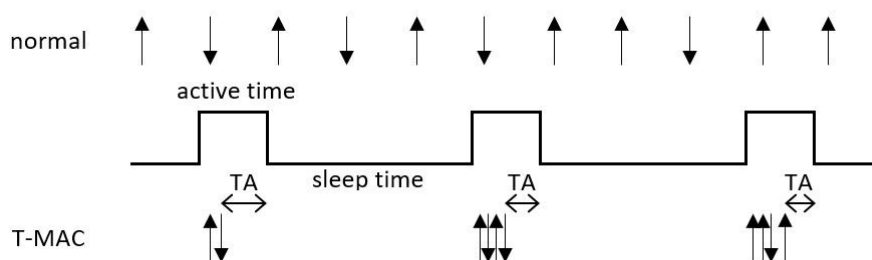 normal
active time
sleep time
TA TA TA
T-MAC